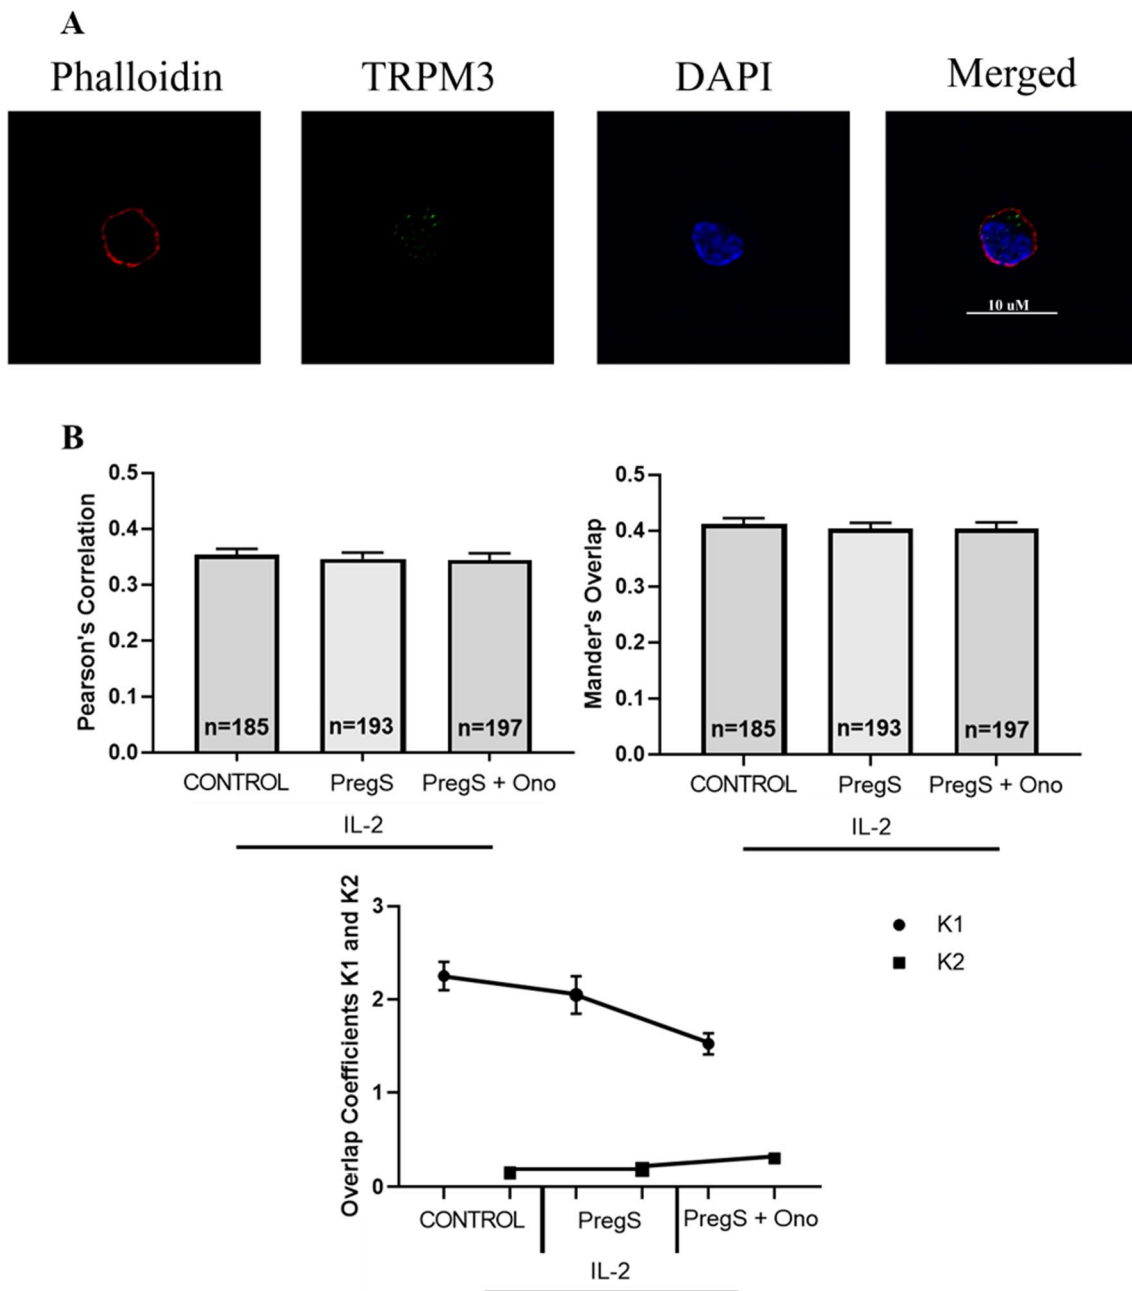 A
Phalloidin TRPM3 DAPI Merged
10 uM
B
Pearson's Correlation
0.5
0.4
0.3
0.2
0.1
0.0
n=185 n=193 n=197
CONTROL PregS PregS + Ono
IL-2
Mander's Overlap
0.5
0.4
0.3
0.2
0.1
0.0
n=185 n=193 n=197
CONTROL PregS PregS + Ono
IL-2
Overlap Coefficients K1 and K2
3
2
1
0
K1
K2
CONTROL PregS PregS + Ono
IL-2